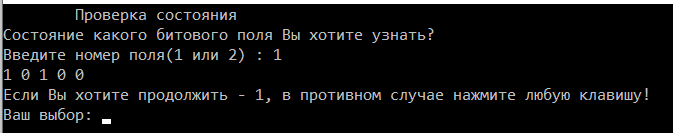 Проверка состояния
Состояние какого битового поля Вы хотите узнать?
Введите номер поля(1 или 2) : 1
1 0 1 0 0
Если Вы хотите продолжить - 1, в противном случае нажмите любую клавишу!
Ваш выбор: